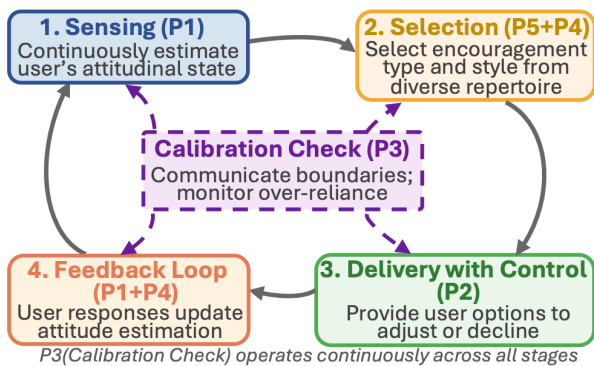 1. Sensing (P1)
Continuously estimate
user's attitudinal state
2. Selection (P5+P4)
Select encouragement
type and style from
diverse repertoire
Calibration Check (P3)
Communicate boundaries;
monitor over-reliance
4. Feedback Loop
(P1+P4)
User responses update
attitude estimation
3. Delivery with Control
(P2)
Provide user options to
adjust or decline
P3(Calibration Check) operates continuously across all stages